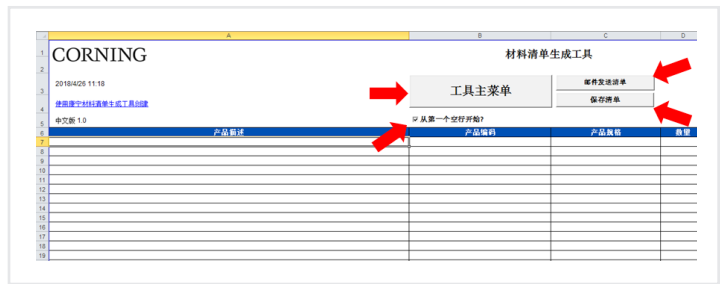 A B C D
1 CORNING 材料清单生成工具
2
2018/4/26 11:18 工具主菜单 邮件发送清单
3 保存清单
4 使用康宁材料清单生成工具创建
5 中文版 1.0 从第一个空行开始?
6 产品描述 产品编码 产品规格 数量
7
8
9
10
11
12
13
14
15
16
17
18
19